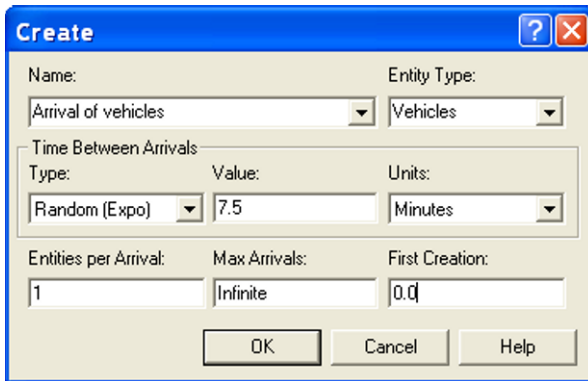 Create
Name: Entity Type:
Arrival of vehicles Vehicles
Time Between Arrivals
Type: Value: Units:
Random (Expo) 7.5 Minutes
Entities per Arrival: Max Arrivals: First Creation:
1 Infinite 0.0
OK Cancel Help